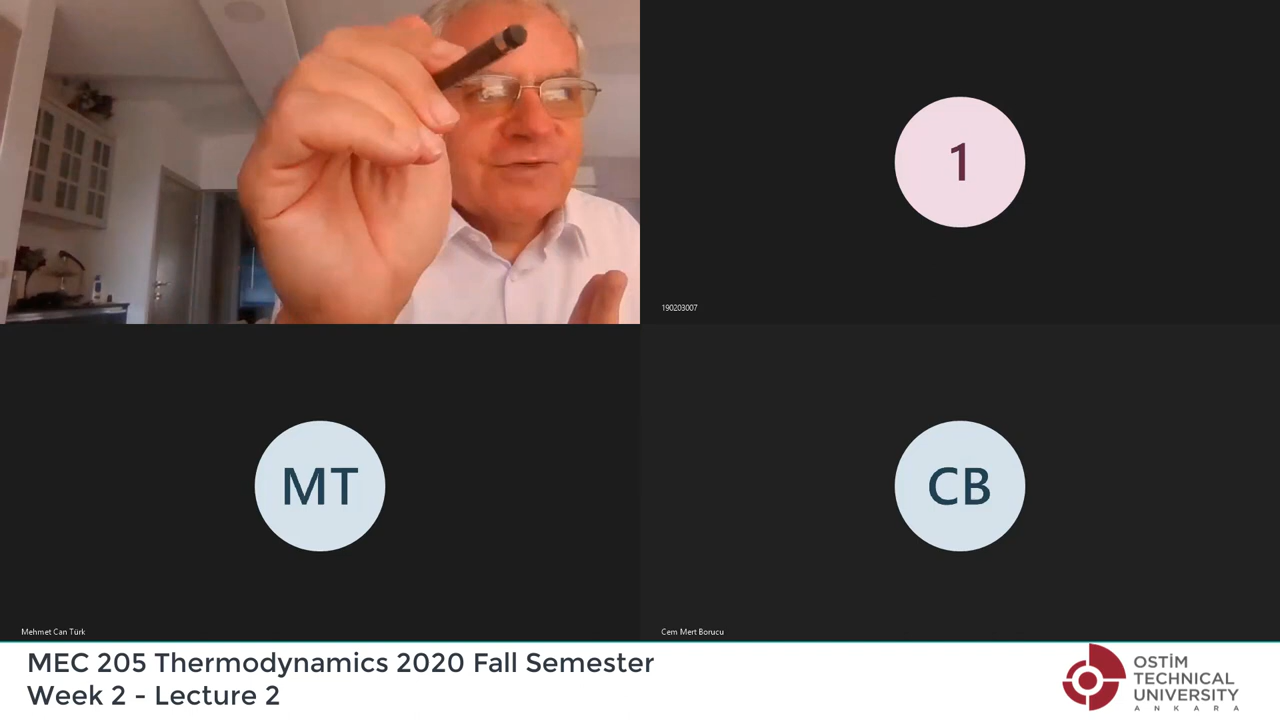 1
190203007
MT
Mehmet Can Türk
CB
Cem Mert Borucu
MEC 205 Thermodynamics 2020 Fall Semester
Week 2 - Lecture 2
OSTİM
TECHNICAL
UNIVERSITY
ANKARA